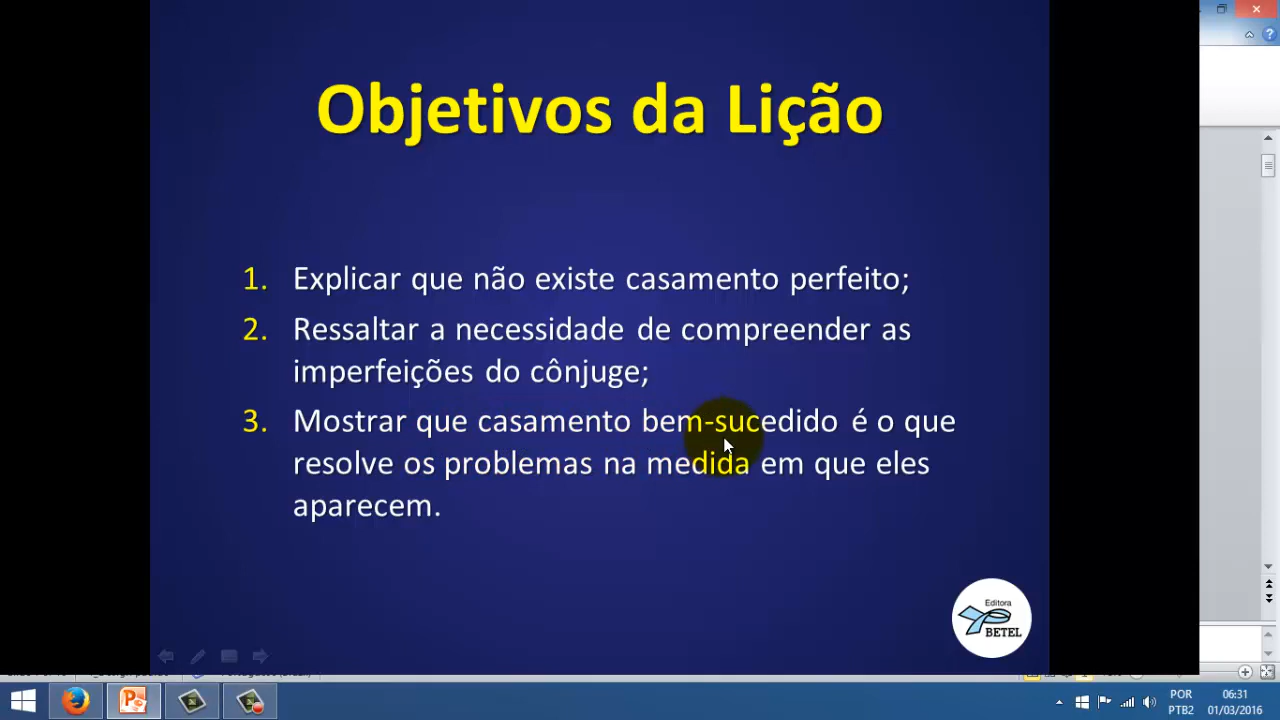 Objetivos da Lição
1. Explicar que não existe casamento perfeito;
2. Ressaltar a necessidade de compreender as
imperfeições do cônjuge;
3. Mostrar que casamento bem-sucedido é o que
resolve os problemas na medida em que eles
aparecem.
Editora
BETEL
POR
PTB2
06:31
01/03/2016